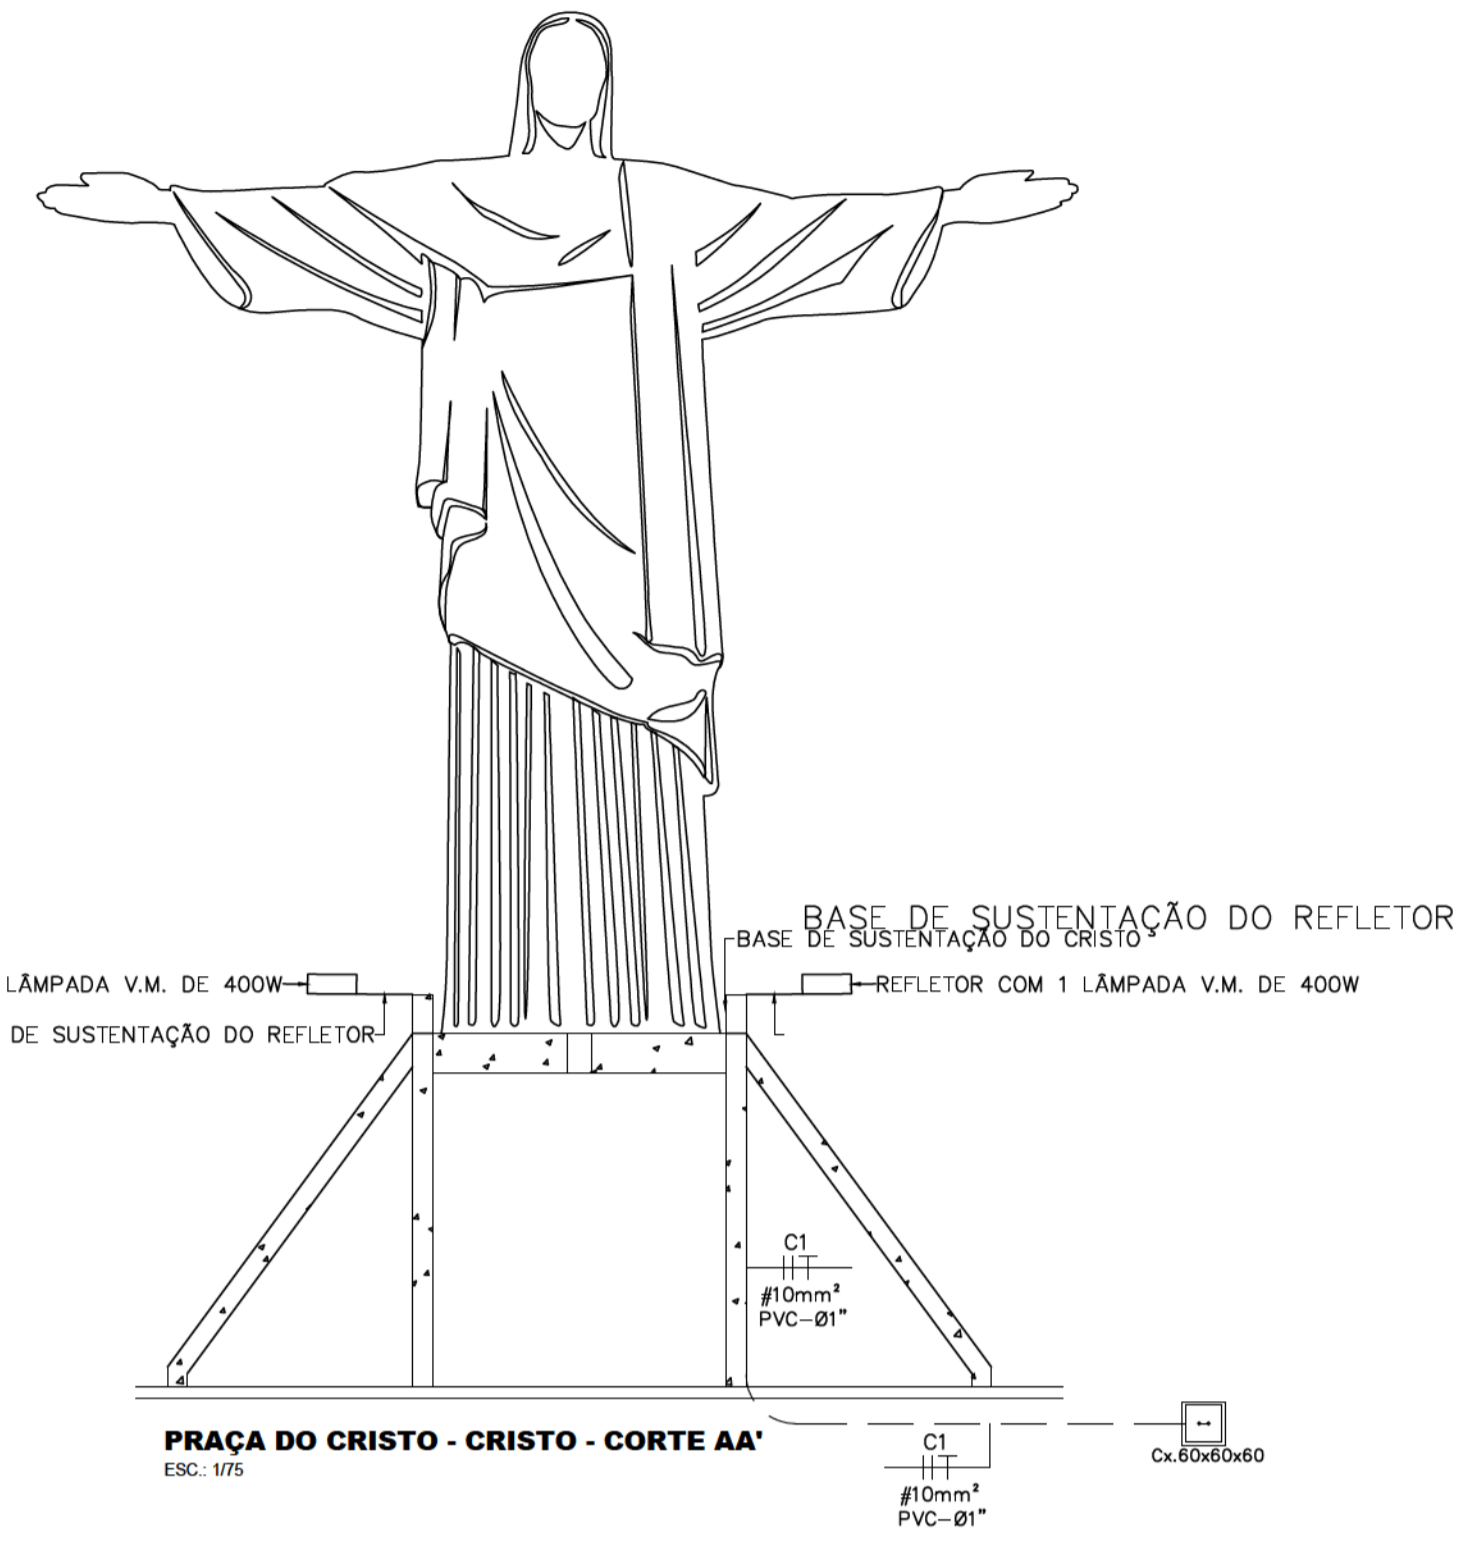 BASE DE SUSTENTAÇÃO DO REFLETOR
BASE DE SUSTENTAÇÃO DO CRISTO
LÂMPADA V.M. DE 400W
REFLETOR COM 1 LÂMPADA V.M. DE 400W
DE SUSTENTAÇÃO DO REFLETOR
C1
#10mm²
PVC-Ø1"
PRAÇA DO CRISTO - CRISTO - CORTE AA'
ESC.: 1/75
C1
#10mm²
PVC-Ø1"
Cx.60x60x60